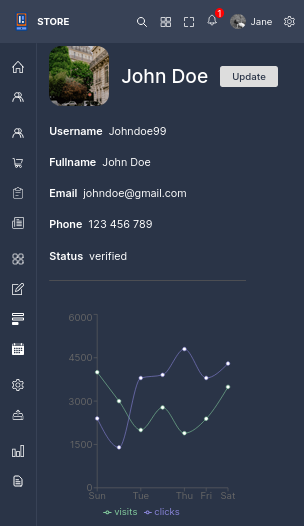 STORE 1 Jane
John Doe Update
Username Johndoe99
Fullname John Doe
Email johndoe@gmail.com
Phone 123 456 789
Status verified
6000
4500
3000
1500
0
Sun Tue Thu Fri Sat
visits clicks